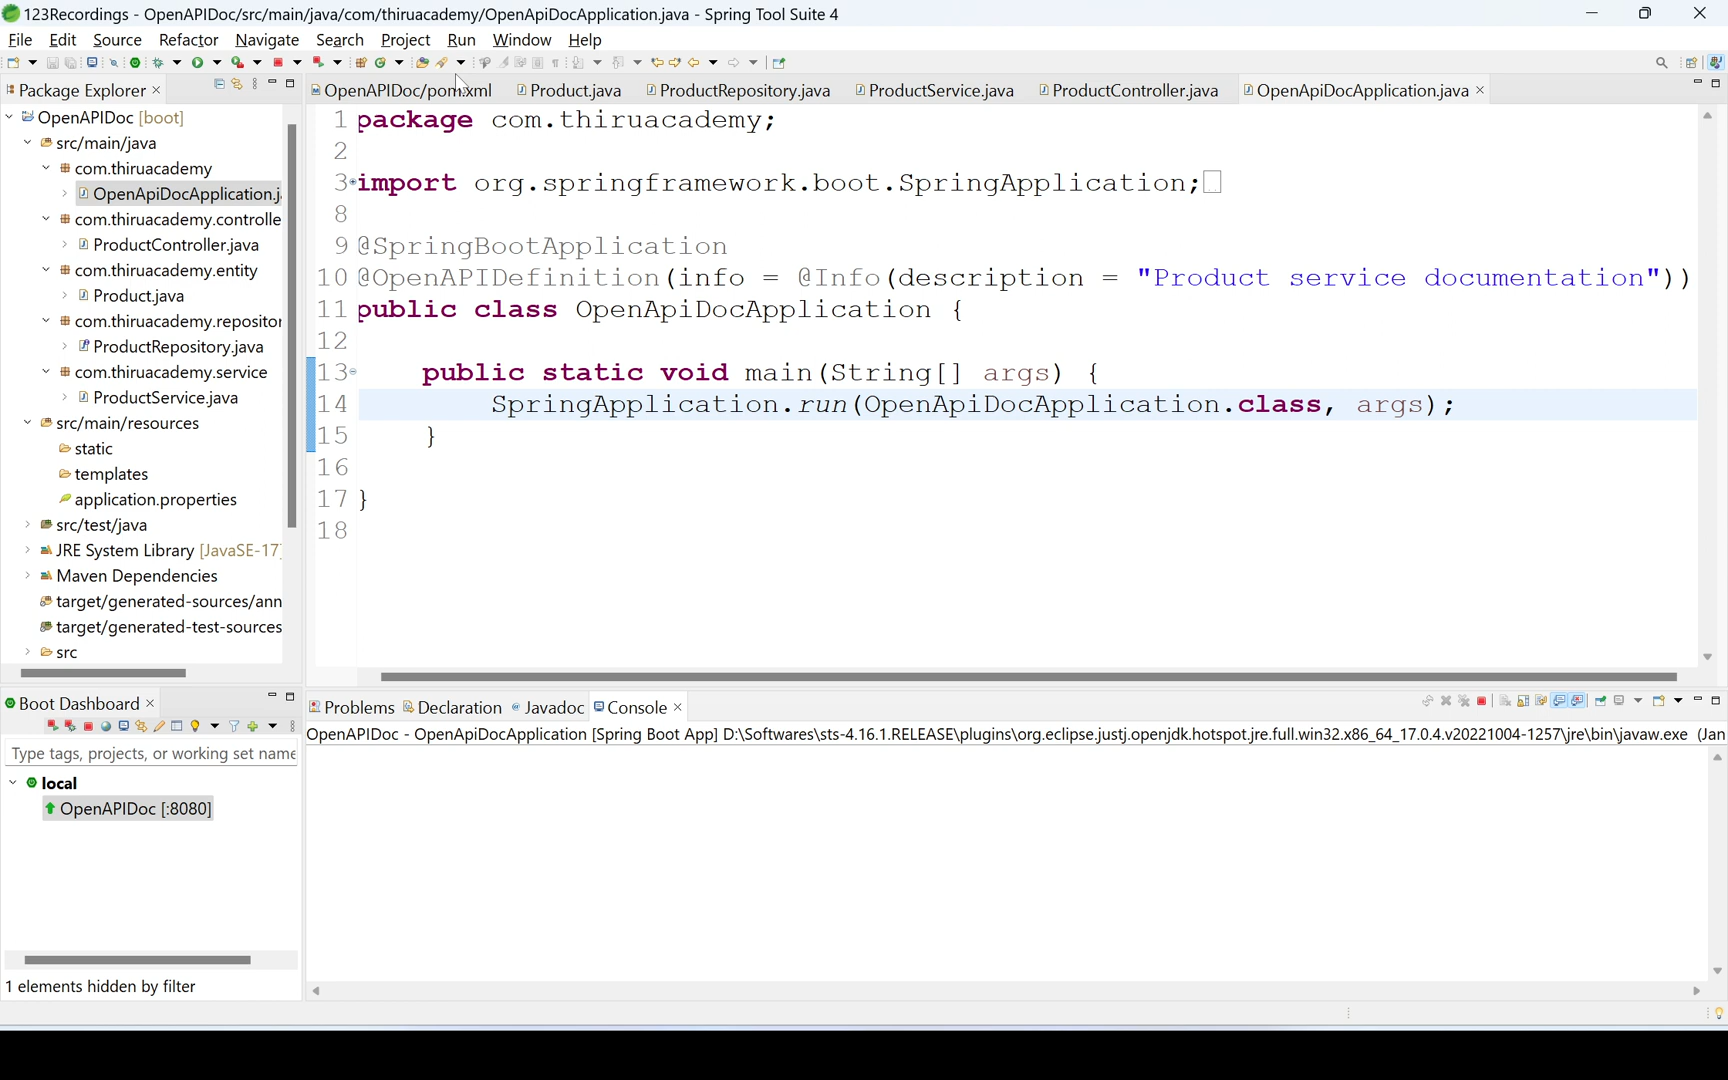 123Recordings - OpenAPIDoc/src/main/java/com/thiruacademy/OpenApiDocApplication.java - Spring Tool Suite 4
File Edit Source Refactor Navigate Search Project Run Window Help
Package Explorer
OpenAPIDoc [boot]
src/main/java
com.thiruacademy
OpenApiDocApplication.j
com.thiruacademy.controlle
ProductController.java
com.thiruacademy.entity
Product.java
com.thiruacademy.repositor
ProductRepository.java
com.thiruacademy.service
ProductService.java
src/main/resources
static
templates
application.properties
src/test/java
JRE System Library [JavaSE-17]
Maven Dependencies
target/generated-sources/ann
target/generated-test-sources
src
OpenAPIDoc/pom.xml Product.java ProductRepository.java ProductService.java ProductController.java OpenApiDocApplication.java
1 package com.thiruacademy;
2
3 import org.springframework.boot.SpringApplication;
8
9 @SpringBootApplication
10 @OpenAPIDefinition(info = @Info(description = "Product service documentation"))
11 public class OpenApiDocApplication {
12
13 public static void main(String[] args) {
14 SpringApplication.run(OpenApiDocApplication.class, args);
15 }
16
17 }
18
Boot Dashboard
Type tags, projects, or working set name
local
OpenAPIDoc [:8080]
1 elements hidden by filter
Problems Declaration Javadoc Console
OpenAPIDoc - OpenApiDocApplication [Spring Boot App] D:\Softwares\sts-4.16.1.RELEASE\plugins\org.eclipse.justj.openjdk.hotspot.jre.full.win32.x86_64_17.0.4.v20221004-1257\jre\bin\javaw.exe (Jan